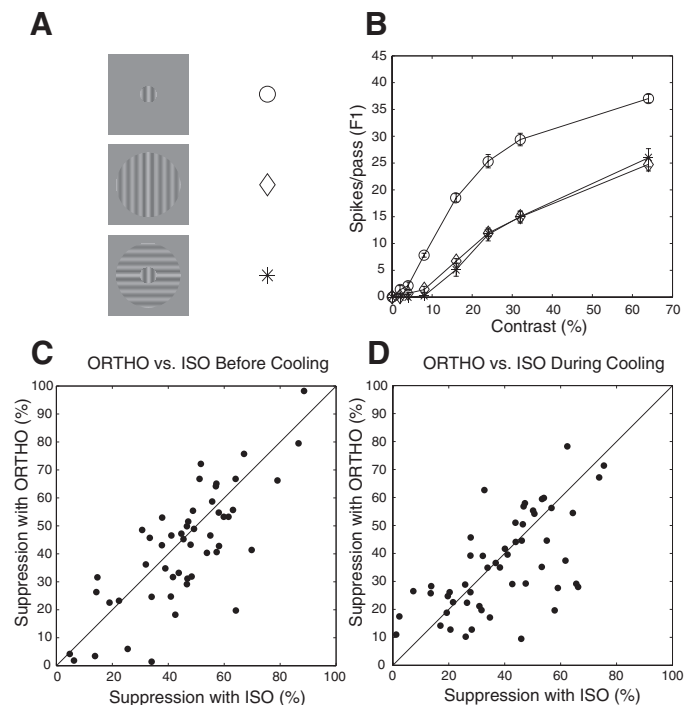 A
B
45
40
35
30
25
20
15
10
5
0
Spikes/pass (F1)
0 10 20 30 40 50 60 70
Contrast (%)
C
ORTHO vs. ISO Before Cooling
100
90
80
70
60
50
40
30
20
10
0
Suppression with ORTHO (%)
0 20 40 60 80 100
Suppression with ISO (%)
D
ORTHO vs. ISO During Cooling
100
90
80
70
60
50
40
30
20
10
0
Suppression with ORTHO (%)
0 20 40 60 80 100
Suppression with ISO (%)